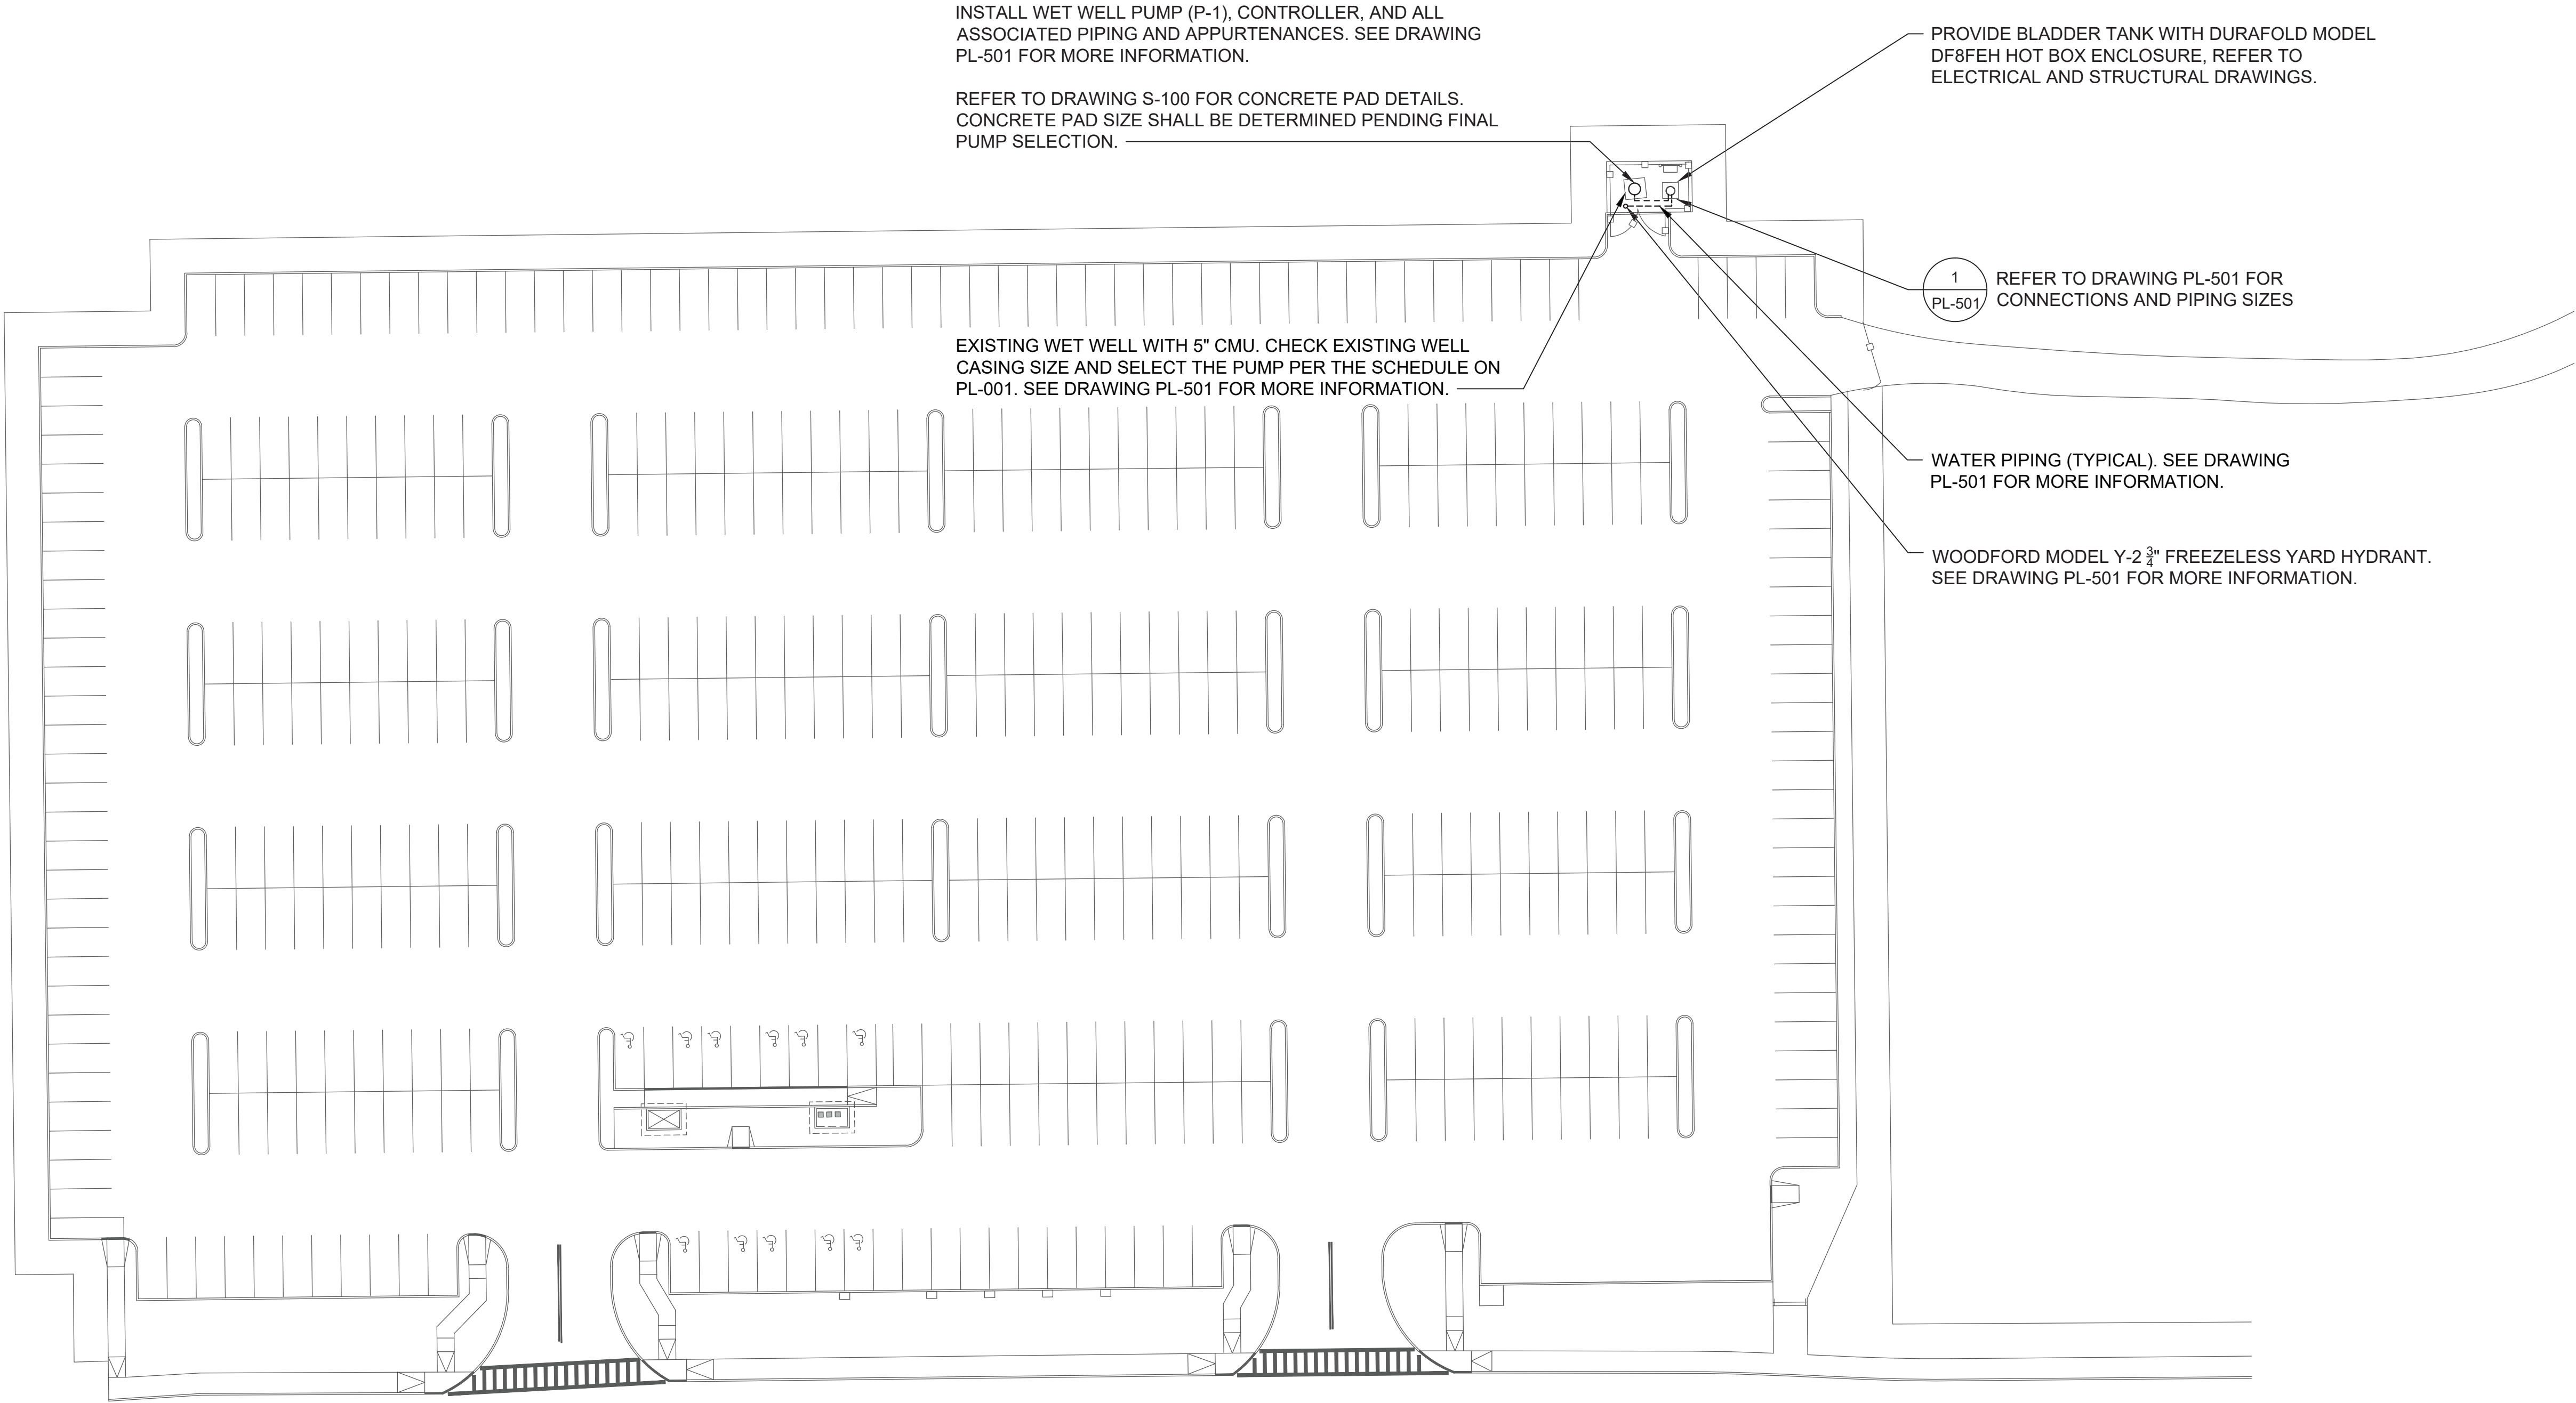 INSTALL WET WELL PUMP (P-1), CONTROLLER, AND ALL
ASSOCIATED PIPING AND APPURTENANCES. SEE DRAWING
PL-501 FOR MORE INFORMATION.
REFER TO DRAWING S-100 FOR CONCRETE PAD DETAILS.
CONCRETE PAD SIZE SHALL BE DETERMINED PENDING FINAL
PUMP SELECTION.
PROVIDE BLADDER TANK WITH DURAFOLD MODEL
DF8FEH HOT BOX ENCLOSURE, REFER TO
ELECTRICAL AND STRUCTURAL DRAWINGS.
1
PL-501
REFER TO DRAWING PL-501 FOR
CONNECTIONS AND PIPING SIZES
EXISTING WET WELL WITH 5" CMU. CHECK EXISTING WELL
CASING SIZE AND SELECT THE PUMP PER THE SCHEDULE ON
PL-001. SEE DRAWING PL-501 FOR MORE INFORMATION.
WATER PIPING (TYPICAL). SEE DRAWING
PL-501 FOR MORE INFORMATION.
WOODFORD MODEL Y-2 3/4" FREEZELESS YARD HYDRANT.
SEE DRAWING PL-501 FOR MORE INFORMATION.